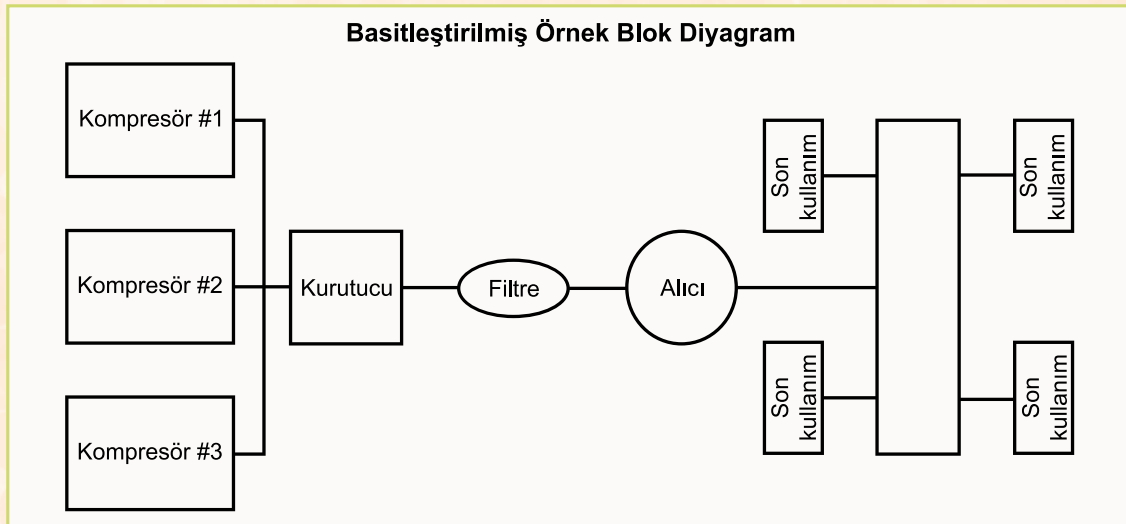 Basitleştirilmiş Örnek Blok Diyagram
Kompresör #1
Kompresör #2
Kompresör #3
Kurutucu
Filtre
Alıcı
Son
kullanım
Son
kullanım
Son
kullanım
Son
kullanım